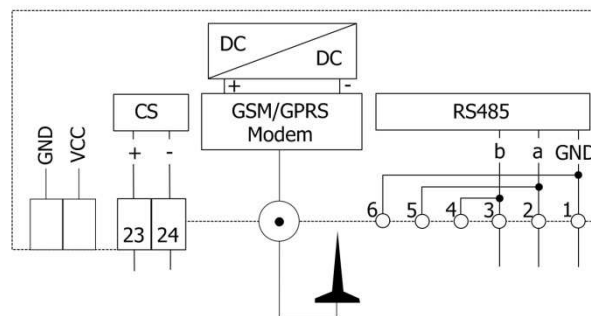 DC
DC
+ -
CS
GSM/GPRS
Modem
RS485
GND
VCC
+ -
b a GND
6 5 4 3 2 1
23 24